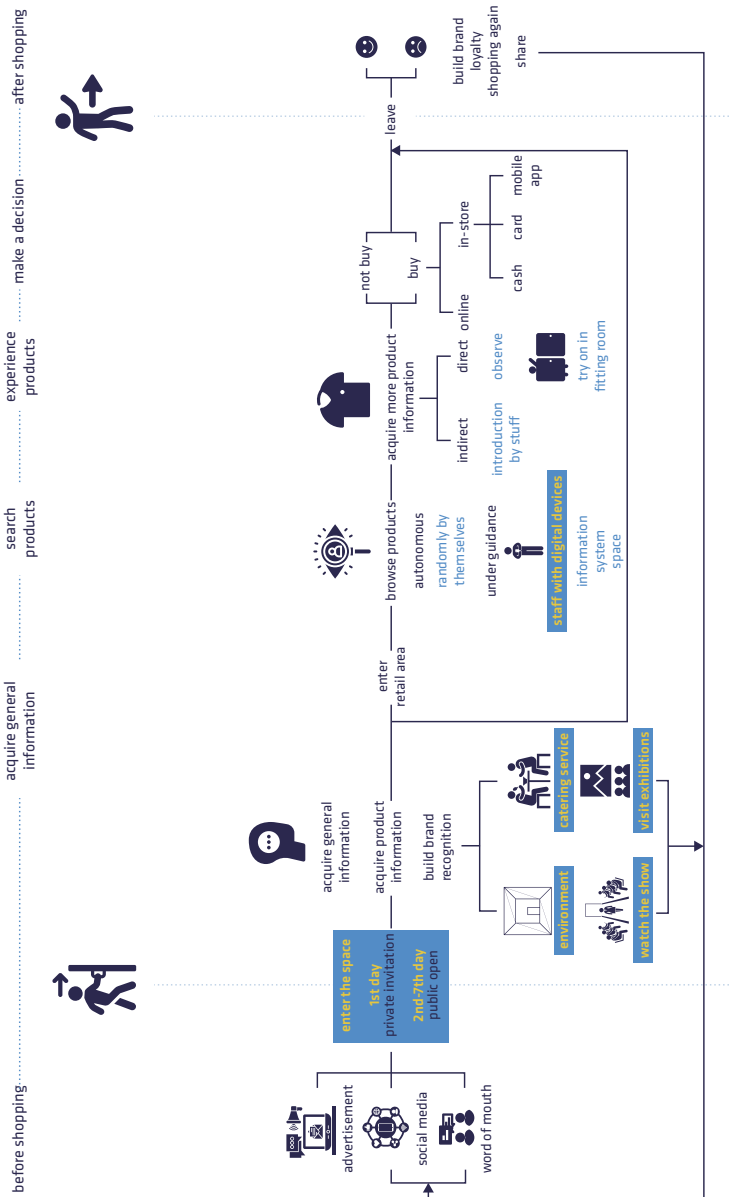 before shopping
acquire general
information
search
products
experience
products
make a decision
after shopping
advertisement
social media
word of mouth
enter the space
1st day
private invitation
2nd-7th day
public open
acquire general
information
acquire product
information
build brand
recognition
environment
catering service
watch the show
visit exhibitions
enter
retail area
browse products
autonomous
randomly by
themselves
under guidance
staff with digital devices
information
system
space
acquire more product
information
indirect
direct
introduction
by stuff
observe
try on in
fitting room
not buy
buy
online
in-store
cash
card
mobile
app
leave
build brand
loyalty
shopping again
share